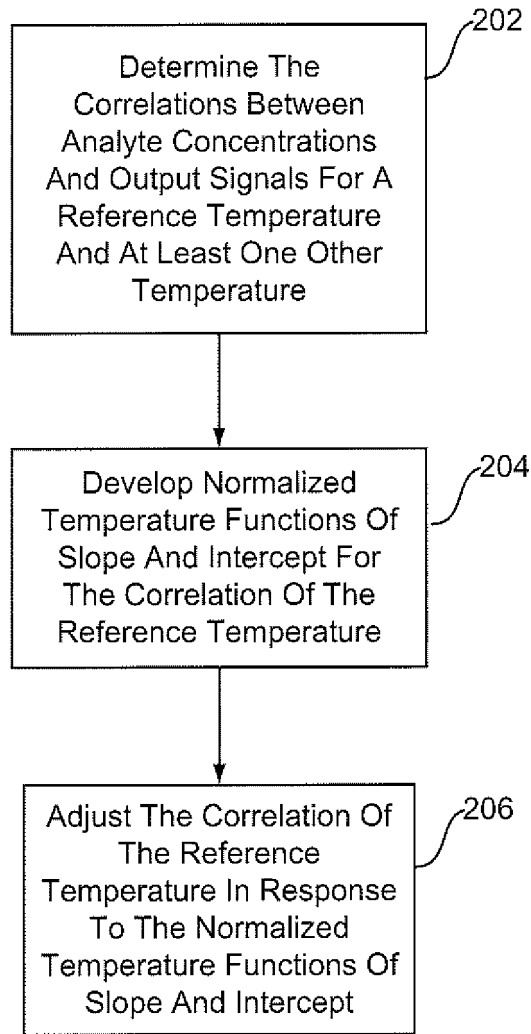 202
Determine The
Correlations Between
Analyte Concentrations
And Output Signals For A
Reference Temperature
And At Least One Other
Temperature
204
Develop Normalized
Temperature Functions Of
Slope And Intercept For
The Correlation Of The
Reference Temperature
206
Adjust The Correlation Of
The Reference
Temperature In Response
To The Normalized
Temperature Functions Of
Slope And Intercept